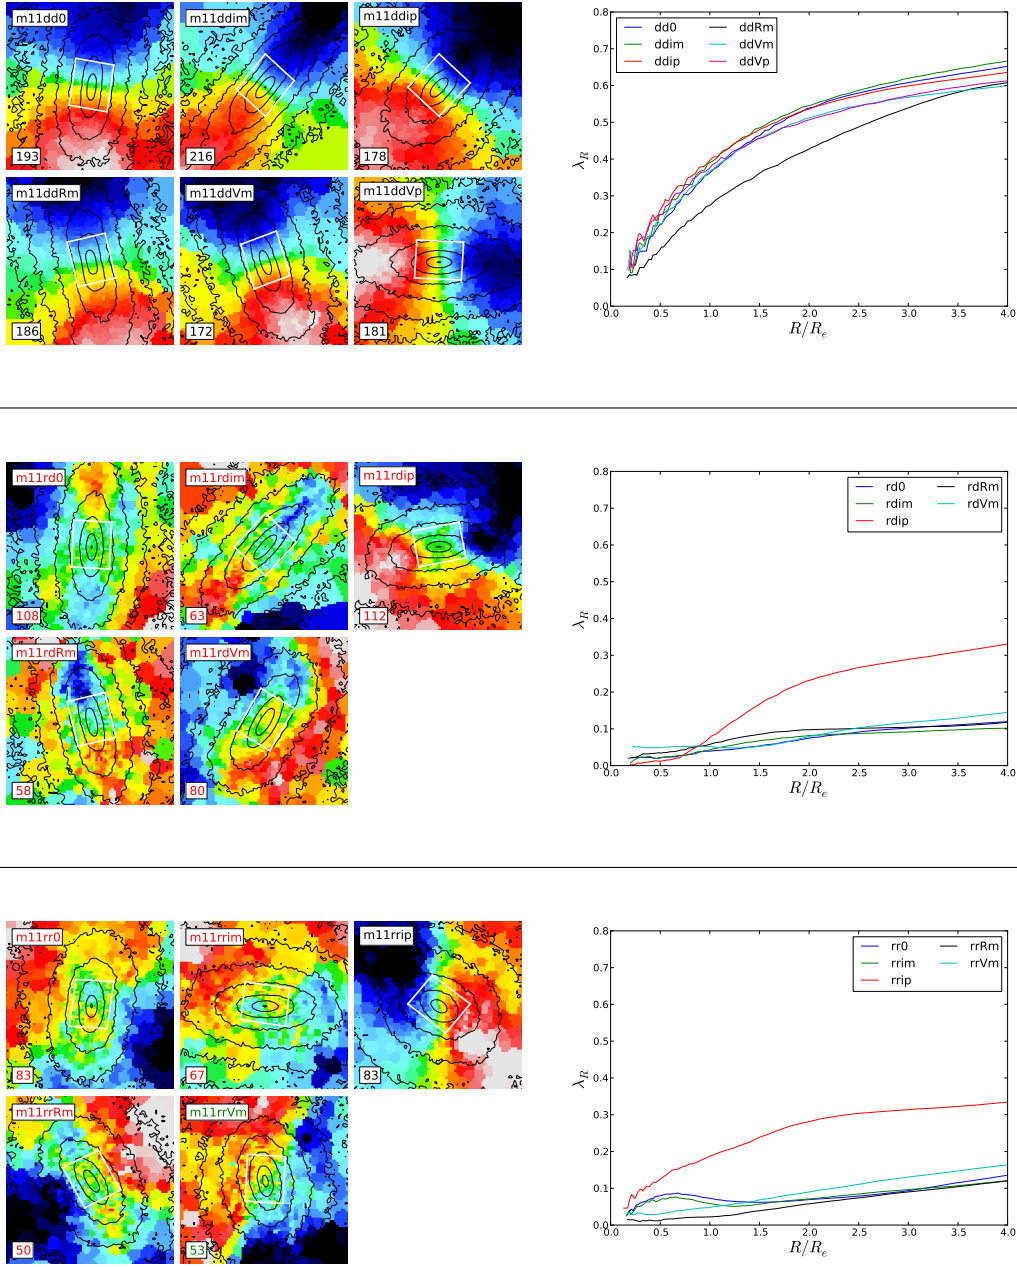 m11dd0
m11ddim
m11ddip
193
216
178
m11ddRm
m11ddVm
m11ddVp
186
172
181
0.8
0.7
0.6
0.5
0.4
0.3
0.2
0.1
0.0
λ_R
dd0
ddRm
ddim
ddVm
ddip
ddVp
0.0 0.5 1.0 1.5 2.0 2.5 3.0 3.5 4.0
R/R_e
m11rd0
m11rdim
m11rdip
108
63
112
m11rdRm
m11rdVm
58
80
0.8
0.7
0.6
0.5
0.4
0.3
0.2
0.1
0.0
λ_R
rd0
rdRm
rdim
rdVm
rdip
0.0 0.5 1.0 1.5 2.0 2.5 3.0 3.5 4.0
R/R_e
m11rr0
m11rrim
m11rrip
83
67
83
m11rrRm
m11rrVm
50
53
0.8
0.7
0.6
0.5
0.4
0.3
0.2
0.1
0.0
λ_R
rr0
rrRm
rrim
rrVm
rrip
0.0 0.5 1.0 1.5 2.0 2.5 3.0 3.5 4.0
R/R_e